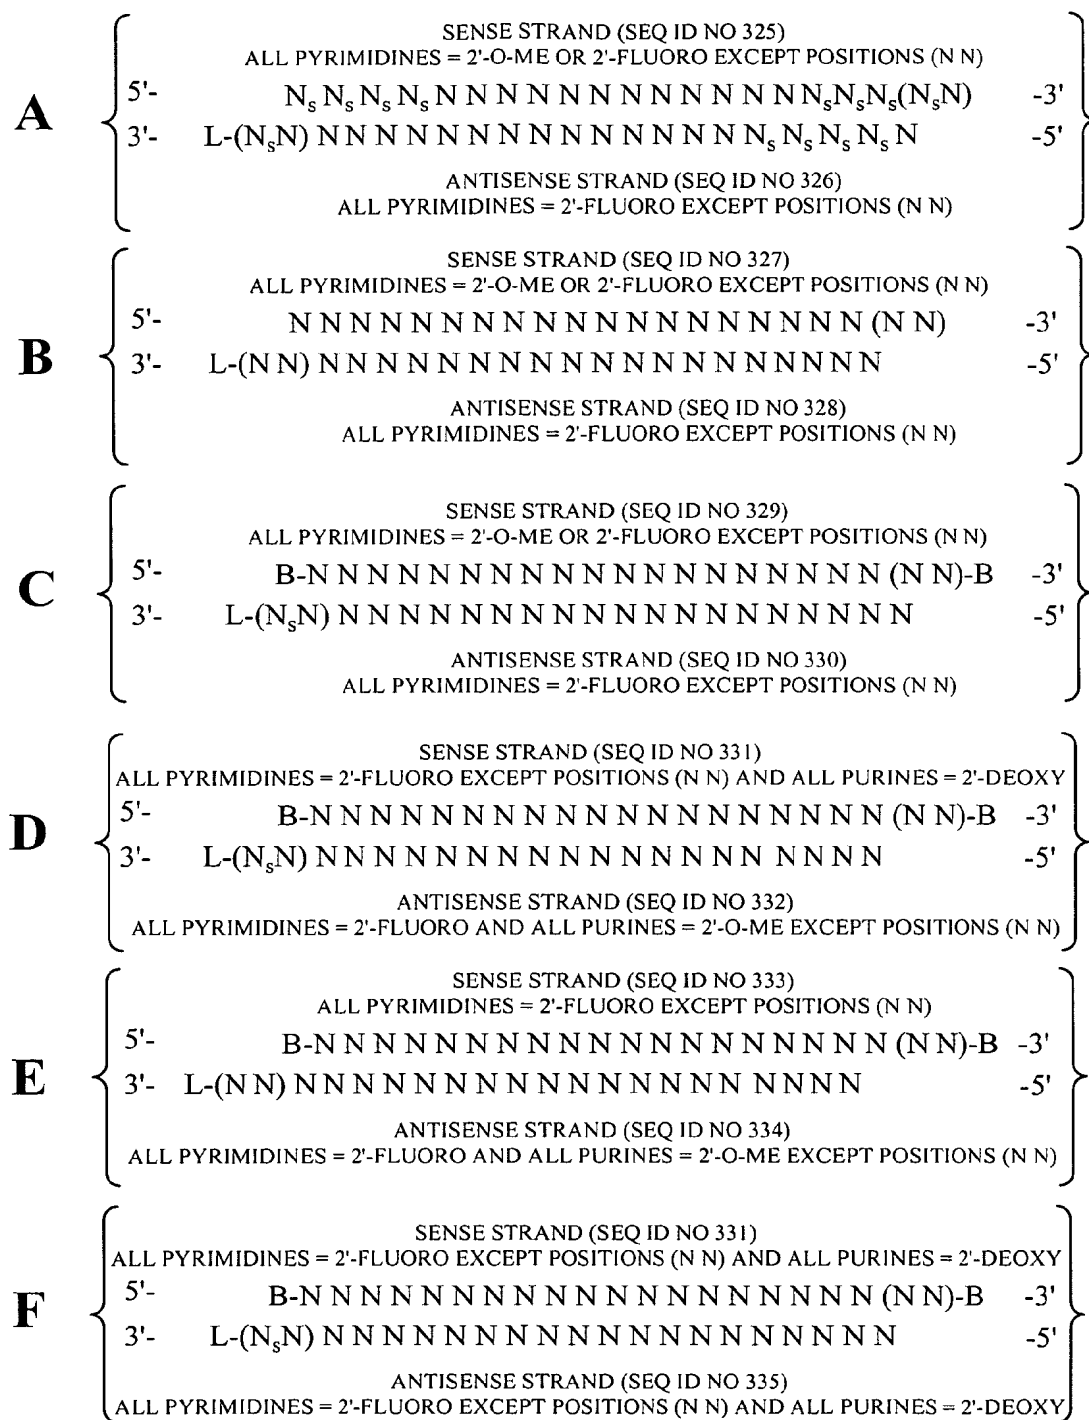 SENSE STRAND (SEQ ID NO 325)
ALL PYRIMIDINES = 2'-O-ME OR 2'-FLUORO EXCEPT POSITIONS (N N)
A
5'- NₛNₛNₛNₛN N N N N N N N N N N N NₛNₛNₛ(NₛN) -3'
3'- L-(NₛN) N N N N N N N N N N N N N N Nₛ Nₛ Nₛ Nₛ N -5'
ANTISENSE STRAND (SEQ ID NO 326)
ALL PYRIMIDINES = 2'-FLUORO EXCEPT POSITIONS (N N)
SENSE STRAND (SEQ ID NO 327)
ALL PYRIMIDINES = 2'-O-ME OR 2'-FLUORO EXCEPT POSITIONS (N N)
B
5'- N N N N N N N N N N N N N N N N N N N (N N) -3'
3'- L-(N N) N N N N N N N N N N N N N N N N N N N -5'
ANTISENSE STRAND (SEQ ID NO 328)
ALL PYRIMIDINES = 2'-FLUORO EXCEPT POSITIONS (N N)
SENSE STRAND (SEQ ID NO 329)
ALL PYRIMIDINES = 2'-O-ME OR 2'-FLUORO EXCEPT POSITIONS (N N)
C
5'- B-N N N N N N N N N N N N N N N N N N N (N N)-B -3'
3'- L-(NₛN) N N N N N N N N N N N N N N N N N N N -5'
ANTISENSE STRAND (SEQ ID NO 330)
ALL PYRIMIDINES = 2'-FLUORO EXCEPT POSITIONS (N N)
SENSE STRAND (SEQ ID NO 331)
ALL PYRIMIDINES = 2'-FLUORO EXCEPT POSITIONS (N N) AND ALL PURINES = 2'-DEOXY
D
5'- B-N N N N N N N N N N N N N N N N N N N (N N)-B -3'
3'- L-(NₛN) N N N N N N N N N N N N N N N N N N N -5'
ANTISENSE STRAND (SEQ ID NO 332)
ALL PYRIMIDINES = 2'-FLUORO AND ALL PURINES = 2'-O-ME EXCEPT POSITIONS (N N)
SENSE STRAND (SEQ ID NO 333)
ALL PYRIMIDINES = 2'-FLUORO EXCEPT POSITIONS (N N)
E
5'- B-N N N N N N N N N N N N N N N N N N N (N N)-B -3'
3'- L-(N N) N N N N N N N N N N N N N N N N N N N -5'
ANTISENSE STRAND (SEQ ID NO 334)
ALL PYRIMIDINES = 2'-FLUORO AND ALL PURINES = 2'-O-ME EXCEPT POSITIONS (N N)
SENSE STRAND (SEQ ID NO 331)
ALL PYRIMIDINES = 2'-FLUORO EXCEPT POSITIONS (N N) AND ALL PURINES = 2'-DEOXY
F
5'- B-N N N N N N N N N N N N N N N N N N N (N N)-B -3'
3'- L-(NₛN) N N N N N N N N N N N N N N N N N N N -5'
ANTISENSE STRAND (SEQ ID NO 335)
ALL PYRIMIDINES = 2'-FLUORO EXCEPT POSITIONS (N N) AND ALL PURINES = 2'-DEOXY